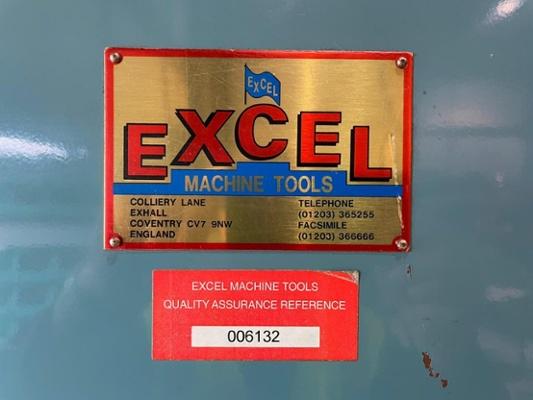 EXCEL
EXCEL
MACHINE TOOLS
COLLIERY LANE
EXHALL
COVENTRY CV7 9NW
ENGLAND
TELEPHONE
(01203) 365255
FACSIMILE
(01203) 366666
EXCEL MACHINE TOOLS
QUALITY ASSURANCE REFERENCE
006132